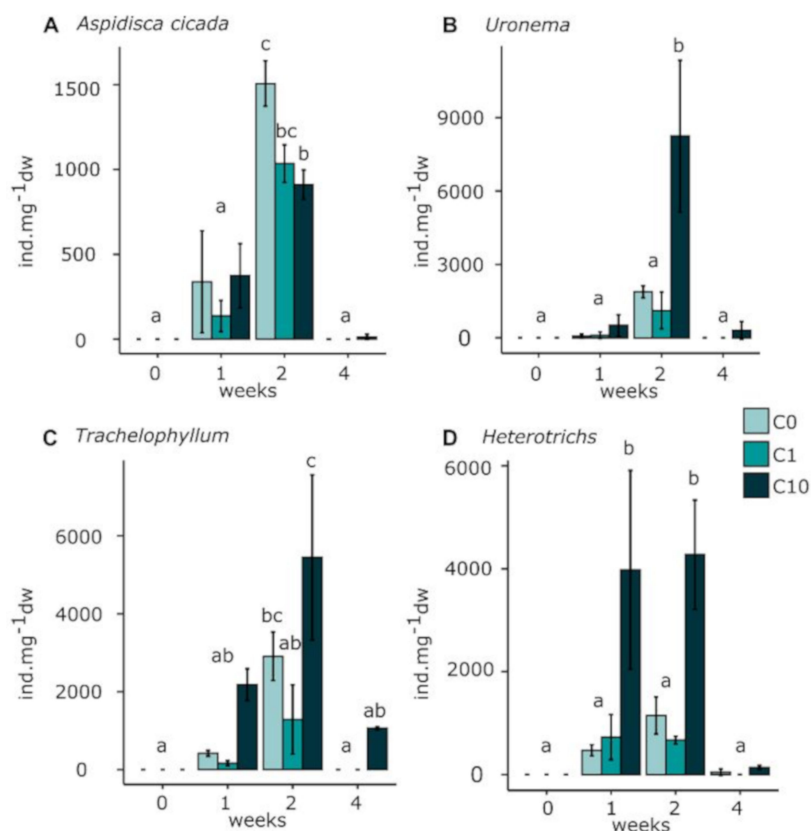 A Aspidisca cicada
ind.mg⁻¹dw
1500
1000
500
0
c
bc
b
a
a
a
0 1 2 4
weeks
B Uronema
ind.mg⁻¹dw
9000
6000
3000
0
b
a
a
a
a
0 1 2 4
weeks
C Trachelophyllum
ind.mg⁻¹dw
6000
4000
2000
0
c
bc
ab
ab
ab
a
a
0 1 2 4
weeks
D Heterotrichs
ind.mg⁻¹dw
6000
4000
2000
0
b
b
a
a
a
a
0 1 2 4
weeks
C0
C1
C10